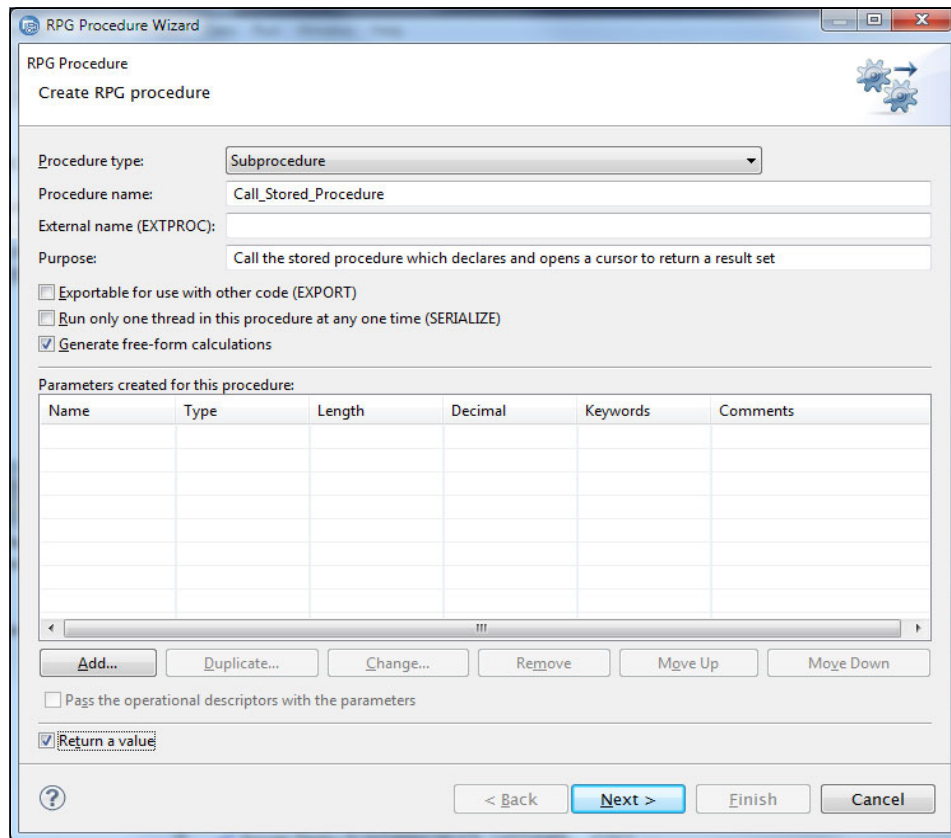 RPG Procedure Wizard
RPG Procedure
Create RPG procedure
Procedure type: Subprocedure
Procedure name: Call_Stored_Procedure
External name (EXTPROC):
Purpose: Call the stored procedure which declares and opens a cursor to return a result set
Exportable for use with other code (EXPORT)
Run only one thread in this procedure at any one time (SERIALIZE)
Generate free-form calculations
Parameters created for this procedure:
Name Type Length Decimal Keywords Comments
Add... Duplicate... Change... Remove Move Up Move Down
Pass the operational descriptors with the parameters
Return a value
? < Back Next > Finish Cancel